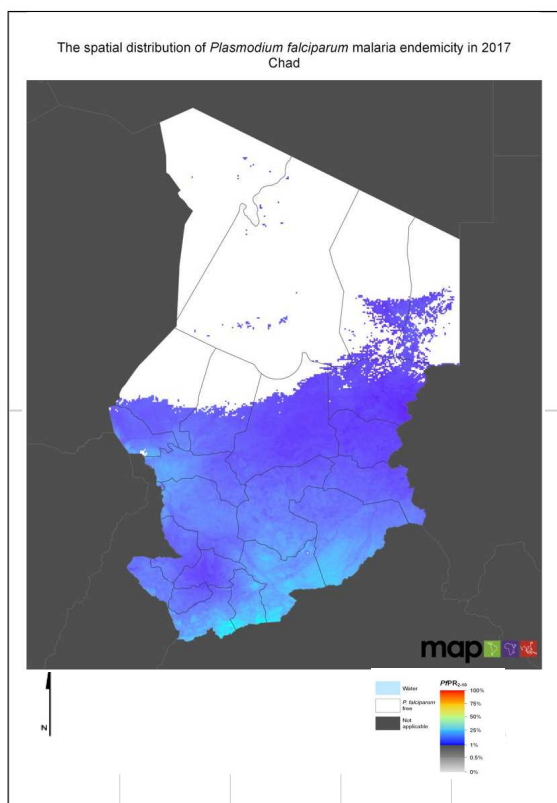 The spatial distribution of Plasmodium falciparum malaria endemicity in 2017
Chad
map
N
Water
P. falciparum
free
Not
applicable
PfPR2-10
100%
75%
50%
25%
1%
0.5%
0%